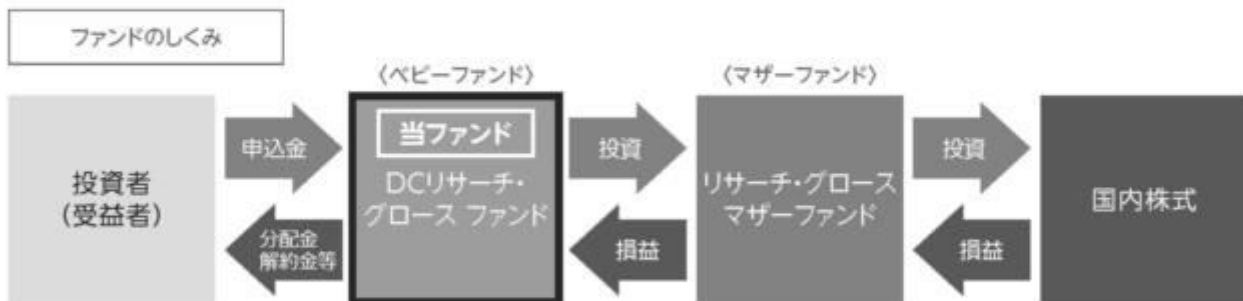 ファンドのしくみ
〈ベビーファンド〉
〈マザーファンド〉
投資者
(受益者)
申込金
分配金
解約金等
当ファンド
DCリサーチ・
グロース ファンド
投資
損益
リサーチ・グロース
マザーファンド
投資
損益
国内株式